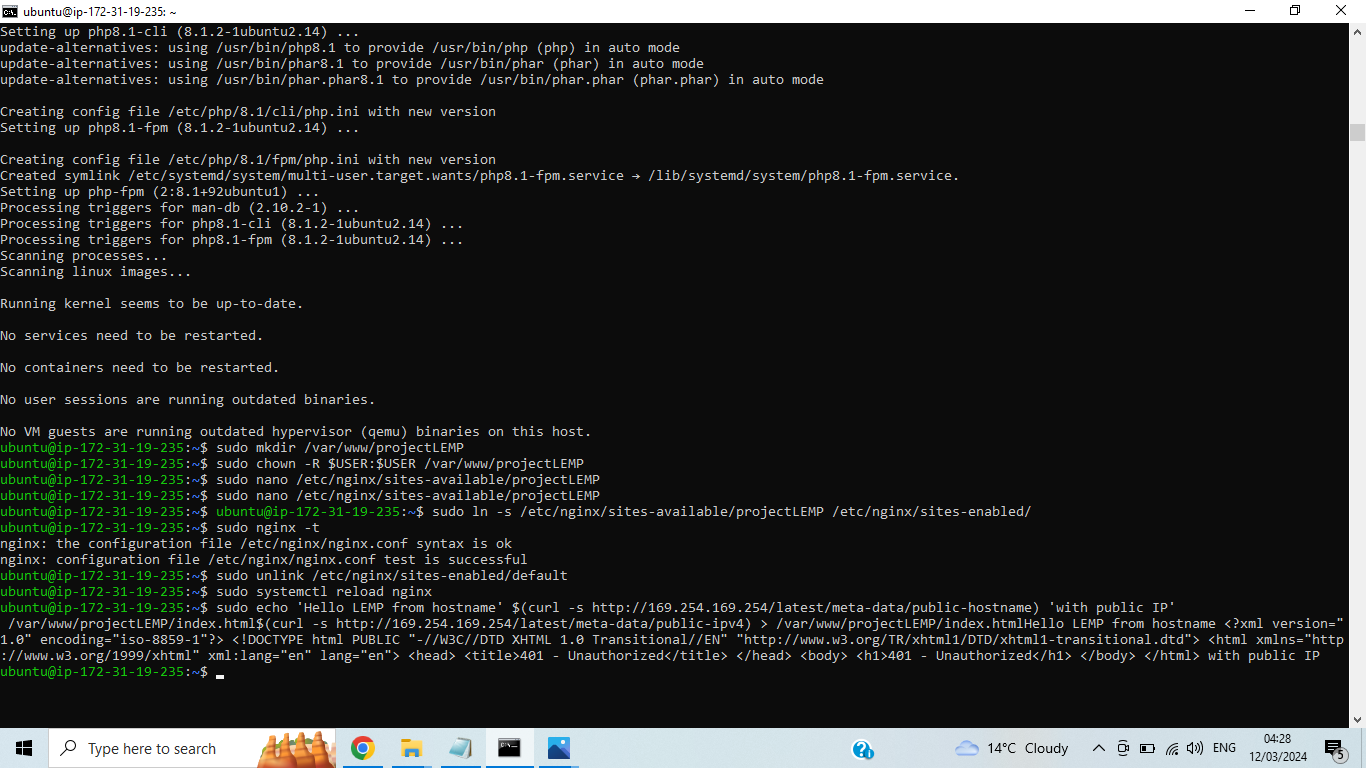 ubuntu@ip-172-31-19-235: ~
Setting up php8.1-cli (8.1.2-1ubuntu2.14) ...
update-alternatives: using /usr/bin/php8.1 to provide /usr/bin/php (php) in auto mode
update-alternatives: using /usr/bin/phar8.1 to provide /usr/bin/phar (phar) in auto mode
update-alternatives: using /usr/bin/phar.phar8.1 to provide /usr/bin/phar.phar (phar.phar) in auto mode
Creating config file /etc/php/8.1/cli/php.ini with new version
Setting up php8.1-fpm (8.1.2-1ubuntu2.14) ...
Creating config file /etc/php/8.1/fpm/php.ini with new version
Created symlink /etc/systemd/system/multi-user.target.wants/php8.1-fpm.service → /lib/systemd/system/php8.1-fpm.service.
Setting up php-fpm (2:8.1+92ubuntu1) ...
Processing triggers for man-db (2.10.2-1) ...
Processing triggers for php8.1-cli (8.1.2-1ubuntu2.14) ...
Processing triggers for php8.1-fpm (8.1.2-1ubuntu2.14) ...
Scanning processes...
Scanning linux images...
Running kernel seems to be up-to-date.
No services need to be restarted.
No containers need to be restarted.
No user sessions are running outdated binaries.
No VM guests are running outdated hypervisor (qemu) binaries on this host.
ubuntu@ip-172-31-19-235:~$ sudo mkdir /var/www/projectLEMP
ubuntu@ip-172-31-19-235:~$ sudo chown -R $USER:$USER /var/www/projectLEMP
ubuntu@ip-172-31-19-235:~$ sudo nano /etc/nginx/sites-available/projectLEMP
ubuntu@ip-172-31-19-235:~$ sudo nano /etc/nginx/sites-available/projectLEMP
ubuntu@ip-172-31-19-235:~$ ubuntu@ip-172-31-19-235:~$ sudo ln -s /etc/nginx/sites-available/projectLEMP /etc/nginx/sites-enabled/
ubuntu@ip-172-31-19-235:~$ sudo nginx -t
nginx: the configuration file /etc/nginx/nginx.conf syntax is ok
nginx: configuration file /etc/nginx/nginx.conf test is successful
ubuntu@ip-172-31-19-235:~$ sudo unlink /etc/nginx/sites-enabled/default
ubuntu@ip-172-31-19-235:~$ sudo systemctl reload nginx
ubuntu@ip-172-31-19-235:~$ sudo echo 'Hello LEMP from hostname' $(curl -s http://169.254.169.254/latest/meta-data/public-hostname) 'with public IP'
/var/www/projectLEMP/index.html$(curl -s http://169.254.169.254/latest/meta-data/public-ipv4) > /var/www/projectLEMP/index.htmlHello LEMP from hostname <?xml version="
1.0" encoding="iso-8859-1"?> <!DOCTYPE html PUBLIC "-//W3C//DTD XHTML 1.0 Transitional//EN" "http://www.w3.org/TR/xhtml1/DTD/xhtml1-transitional.dtd"> <html xmlns="http
://www.w3.org/1999/xhtml" xml:lang="en" lang="en"> <head> <title>401 - Unauthorized</title> </head> <body> <h1>401 - Unauthorized</h1> </body> </html> with public IP
ubuntu@ip-172-31-19-235:~$
Type here to search
14°C Cloudy
ENG
04:28
12/03/2024
5